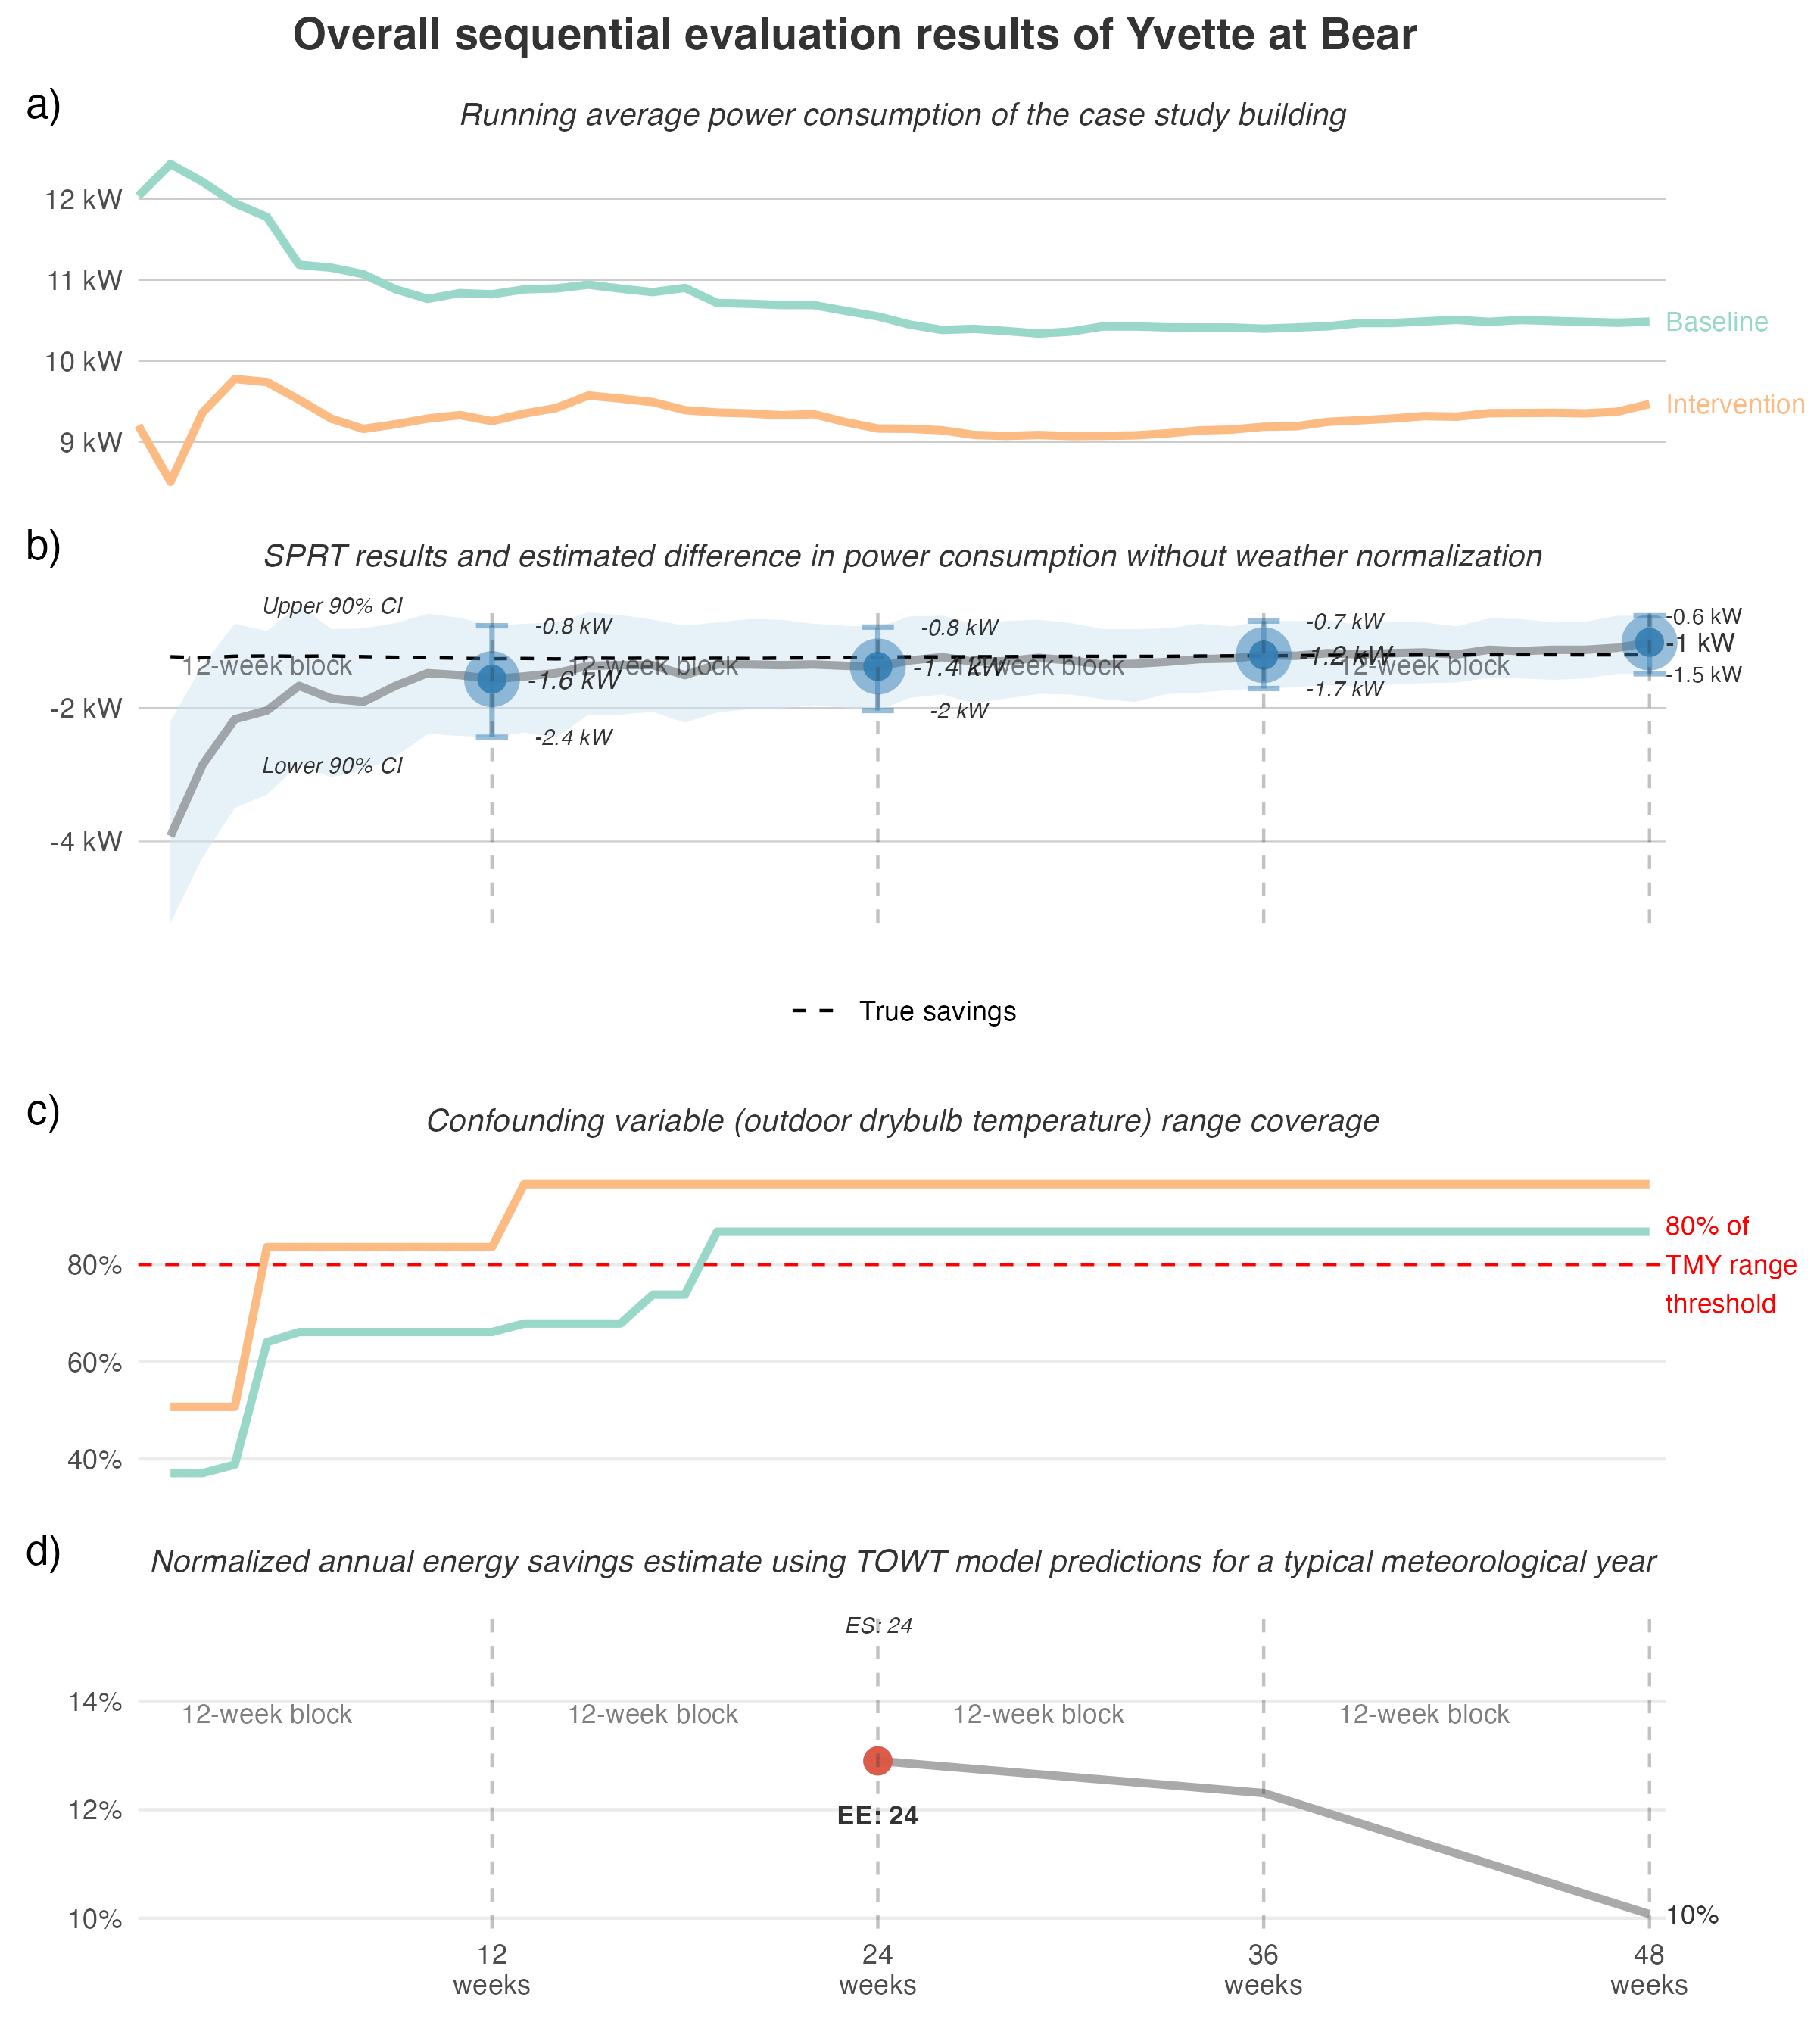 Overall sequential evaluation results of Yvette at Bear
a)
Running average power consumption of the case study building
12 kW
11 kW
10 kW
9 kW
Baseline
Intervention
b)
SPRT results and estimated difference in power consumption without weather normalization
Upper 90% CI
-0.8 kW
-0.8 kW
-0.7 kW
-0.6 kW
12-week block
12-week block
12-week block
12-week block
-1.6 kW
-1.4 kW
-1.2 kW
-1 kW
-2.4 kW
-2 kW
-1.7 kW
-1.5 kW
Lower 90% CI
-2 kW
-4 kW
True savings
c)
Confounding variable (outdoor drybulb temperature) range coverage
80%
60%
40%
80% of
TMY range
threshold
d)
Normalized annual energy savings estimate using TOWT model predictions for a typical meteorological year
ES: 24
14%
12%
10%
12-week block
12-week block
12-week block
12-week block
EE: 24
10%
12
weeks
24
weeks
36
weeks
48
weeks